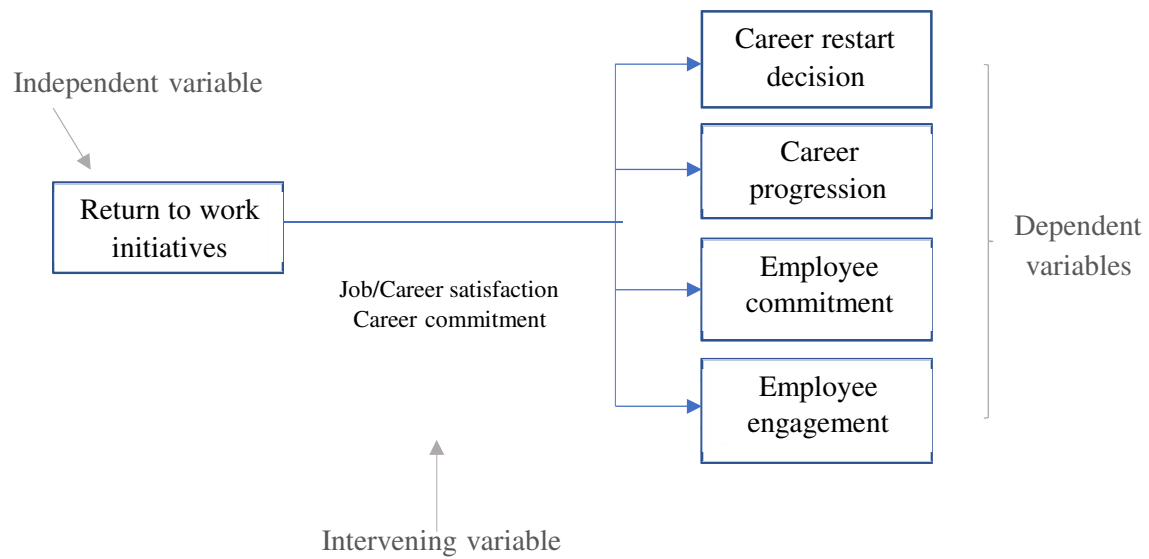 Independent variable
Return to work
initiatives
Job/Career satisfaction
Career commitment
Intervening variable
Career restart
decision
Career
progression
Employee
commitment
Employee
engagement
Dependent
variables